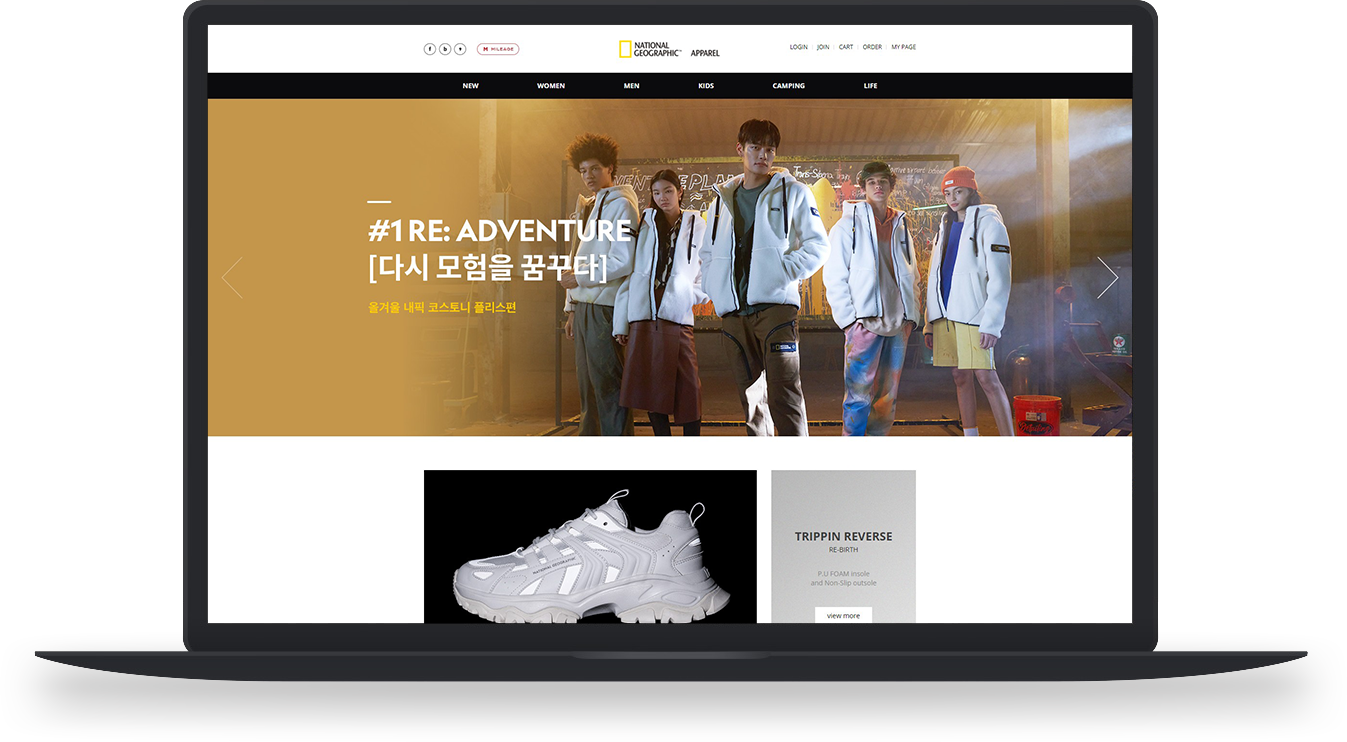 f b
M MILEAGE
NATIONAL
GEOGRAPHIC™ APPAREL
LOGIN JOIN CART ORDER MY PAGE
NEW WOMEN MEN KIDS CAMPING LIFE
#1 RE: ADVENTURE
[다시 모험을 꿈꾸다]
올겨울 내픽 코스토니 플리스편
NATIONAL GEOGRAPHIC
TRIPPIN REVERSE
RE-BIRTH
P.U FOAM insole
and Non-Slip outsole
view more